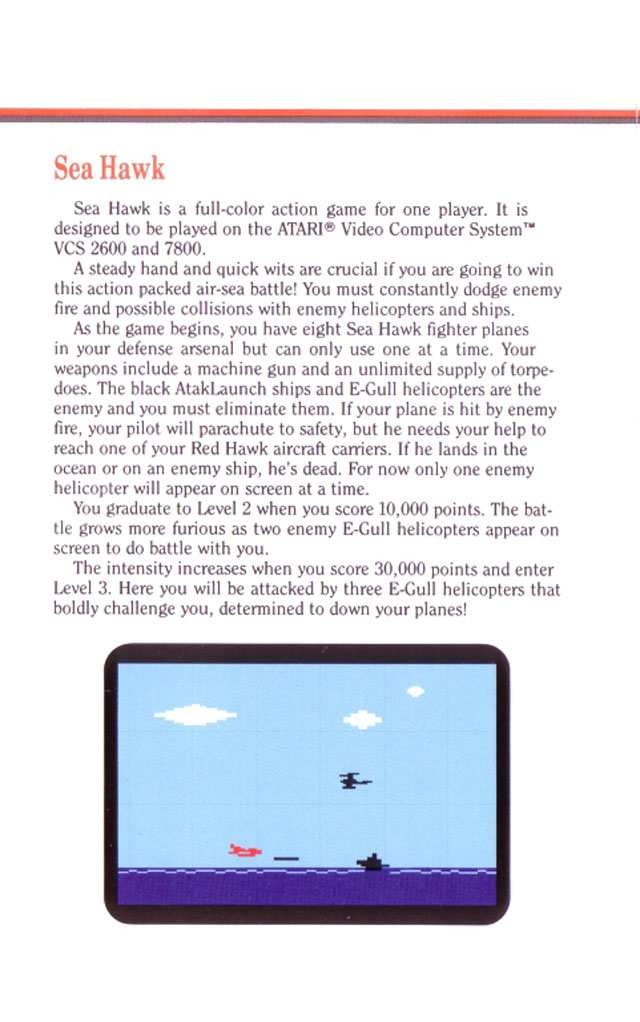 Sea Hawk
Sea Hawk is a full-color action game for one player. It is
designed to be played on the ATARI® Video Computer System™
VCS 2600 and 7800.
A steady hand and quick wits are crucial if you are going to win
this action packed air-sea battle! You must constantly dodge enemy
fire and possible collisions with enemy helicopters and ships.
As the game begins, you have eight Sea Hawk fighter planes
in your defense arsenal but can only use one at a time. Your
weapons include a machine gun and an unlimited supply of torpe-
does. The black AtakLaunch ships and E-Gull helicopters are the
enemy and you must eliminate them. If your plane is hit by enemy
fire, your pilot will parachute to safety, but he needs your help to
reach one of your Red Hawk aircraft carriers. If he lands in the
ocean or on an enemy ship, he's dead. For now only one enemy
helicopter will appear on screen at a time.
You graduate to Level 2 when you score 10,000 points. The bat-
tle grows more furious as two enemy E-Gull helicopters appear on
screen to do battle with you.
The intensity increases when you score 30,000 points and enter
Level 3. Here you will be attacked by three E-Gull helicopters that
boldly challenge you, determined to down your planes!